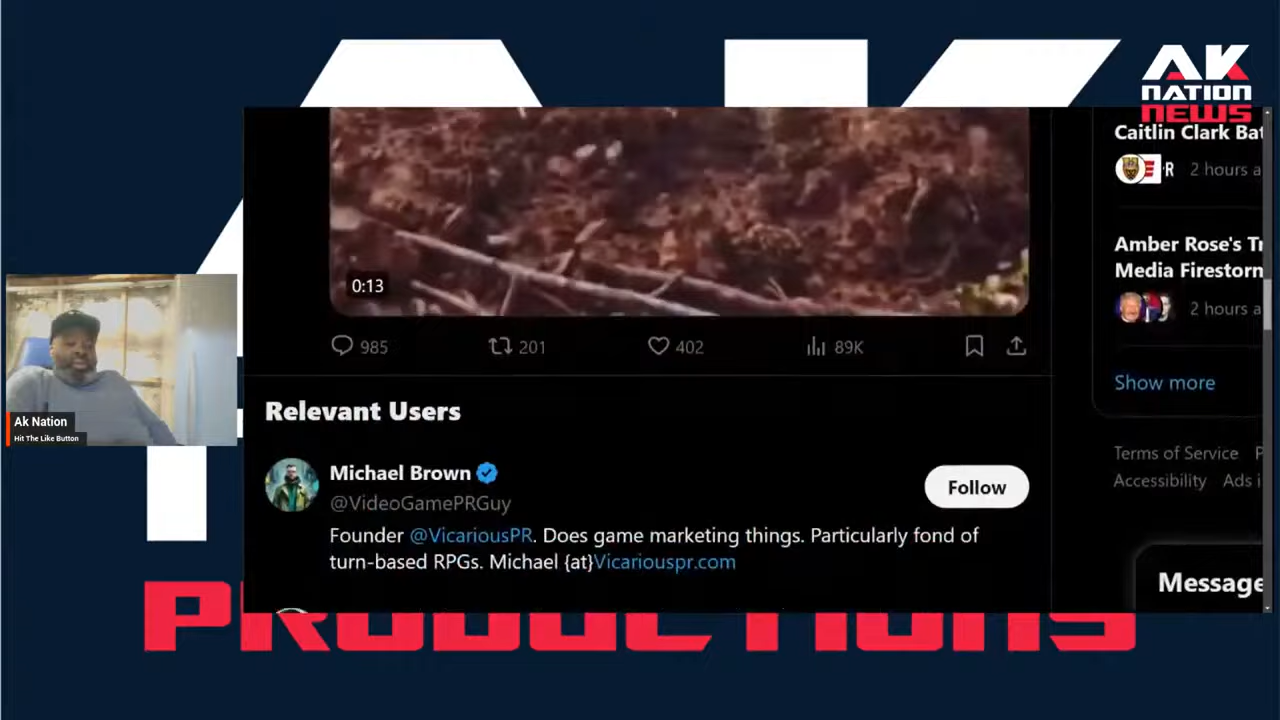 AK
NATION
NEWS
Caitlin Clark Bat
2 hours a
Amber Rose's Tr
Media Firestorm
2 hours a
0:13
985
201
402
89K
Show more
Relevant Users
Michael Brown
@VideoGamePRGuy
Follow
Founder @VicariousPR. Does game marketing things. Particularly fond of
turn-based RPGs. Michael {at}Vicariouspr.com
Terms of Service P
Accessibility Ads i
Message
Ak Nation
Hit The Like Button
PRODUCTIONS